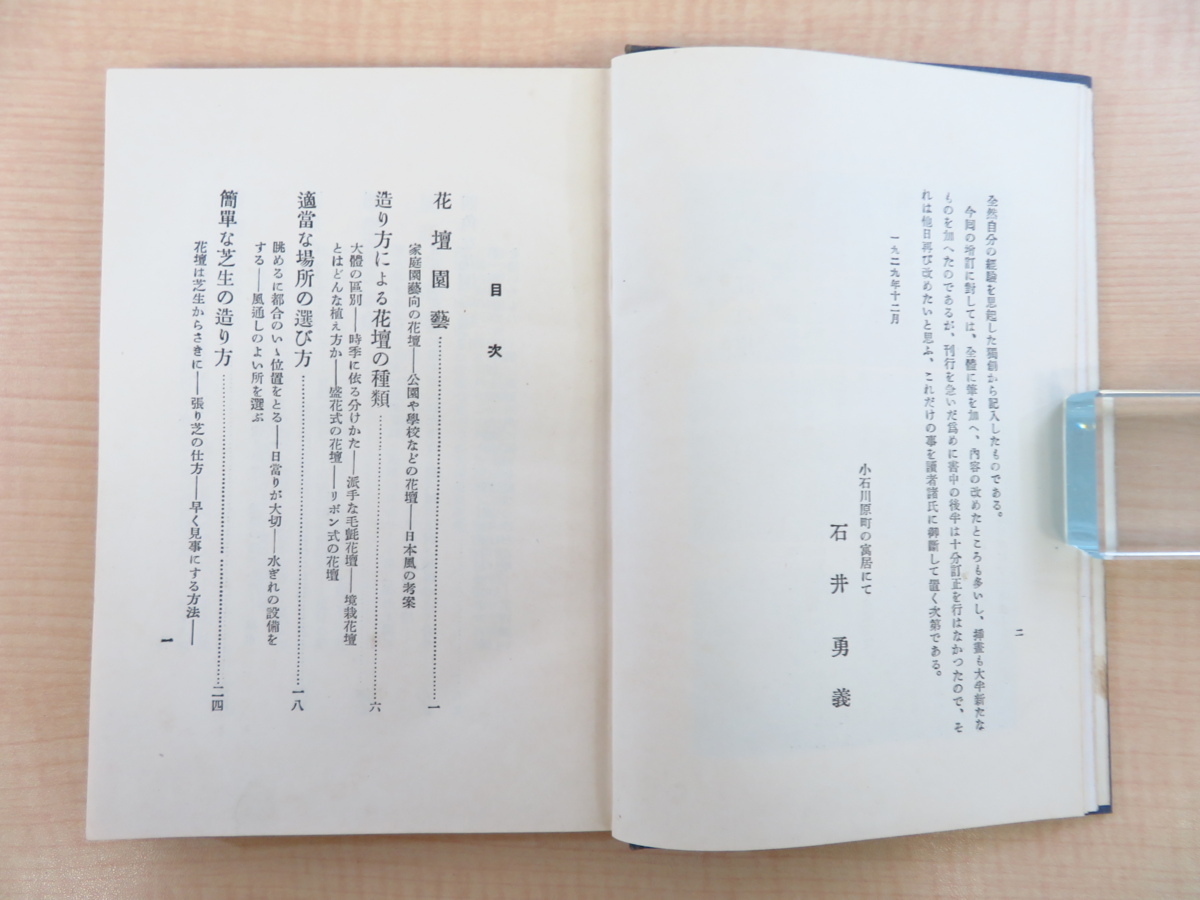 全然自分の經驗を思起した獨創から記入したものである。
今囘の增訂に對しては、全體に筆を加へ、內容の改めたところも多いし、揷畫も大半新たな
ものを加へたのであるが、刊行を急いだ爲めに書中の後半は十分訂正を行はなかつたので、そ
れは他日再び改めたいと思ふ、これだけの事を讀者諸氏に御斷して置く次第である。
一九二九年十二月
小石川原町の寓居にて
石井勇義
二
目次
花壇園藝………一
家庭園藝向の花壇――公園や學校などの花壇――日本風の考案
造り方による花壇の種類………六
大體の區別――時季に依る分けかた――派手な毛氈花壇――境栽花壇
とはどんな植ゑ方か――盛花式の花壇――リボン式の花壇
適當な場所の選び方………一八
眺めるに都合のいゝ位置をとる――日當りが大切――水ぎれの設備を
する――風通しのよい所を選ぶ
簡單な芝生の造り方………二四
花壇は芝生からさきに――張り芝の仕方――早く見事にする方法――
一